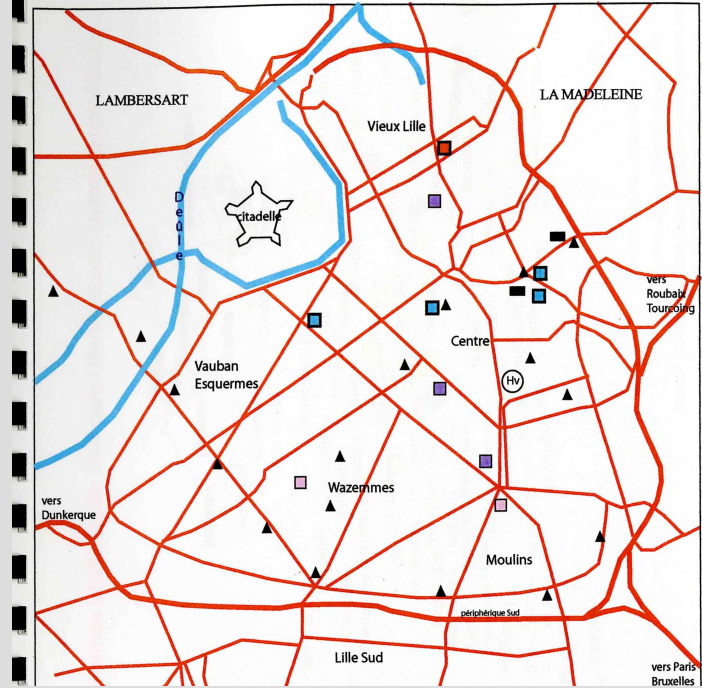 LAMBERSART
LA MADELEINE
Vieux Lille
Deûle
citadelle
vers
Roubaix
Tourcoing
Centre
Vauban
Esquermes
Hv
Wazemmes
vers
Dunkerque
Moulins
périphérique Sud
Lille Sud
vers Paris
Bruxelles